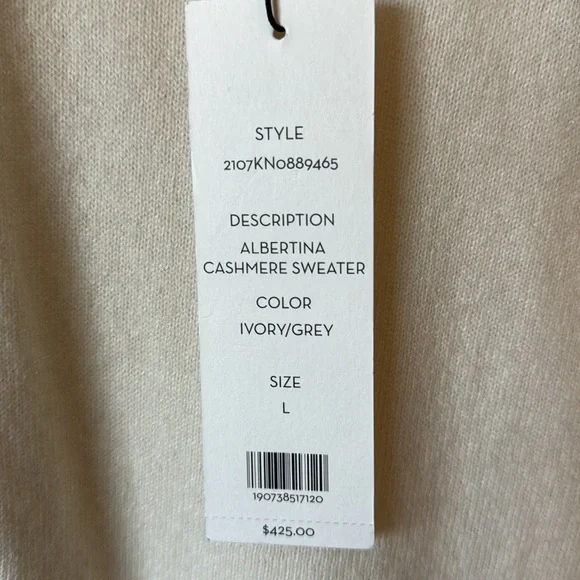 STYLE
2107KN0889465
DESCRIPTION
ALBERTINA
CASHMERE SWEATER
COLOR
IVORY/GREY
SIZE
L
190738517120
$425.00